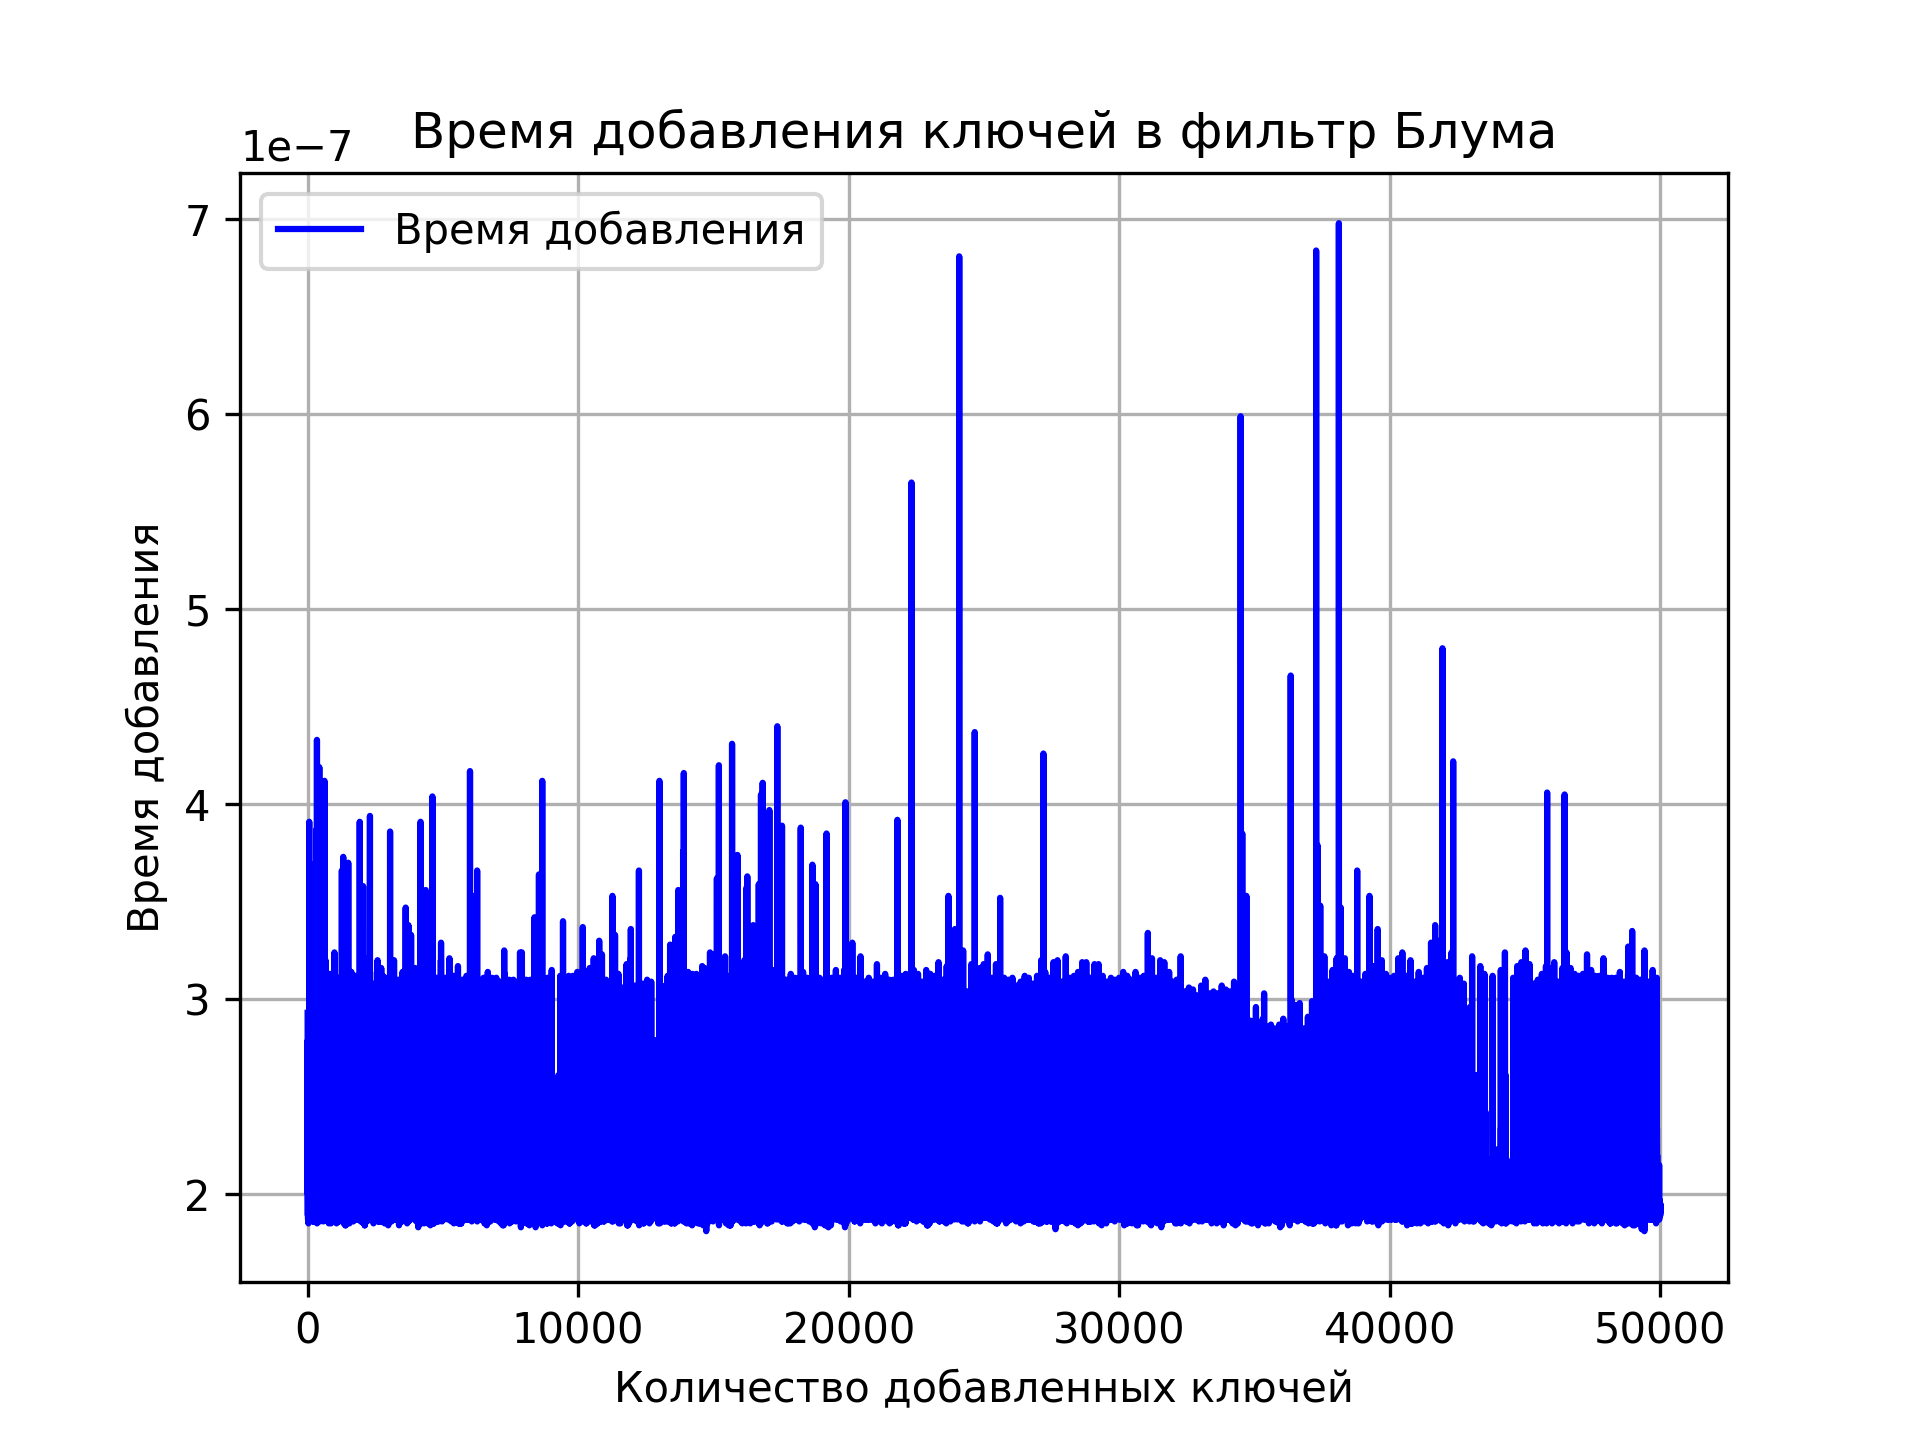 Время добавления ключей в фильтр Блума
1e−7
Время добавления
7
6
5
4
3
2
Время добавления
0 10000 20000 30000 40000 50000
Количество добавленных ключей